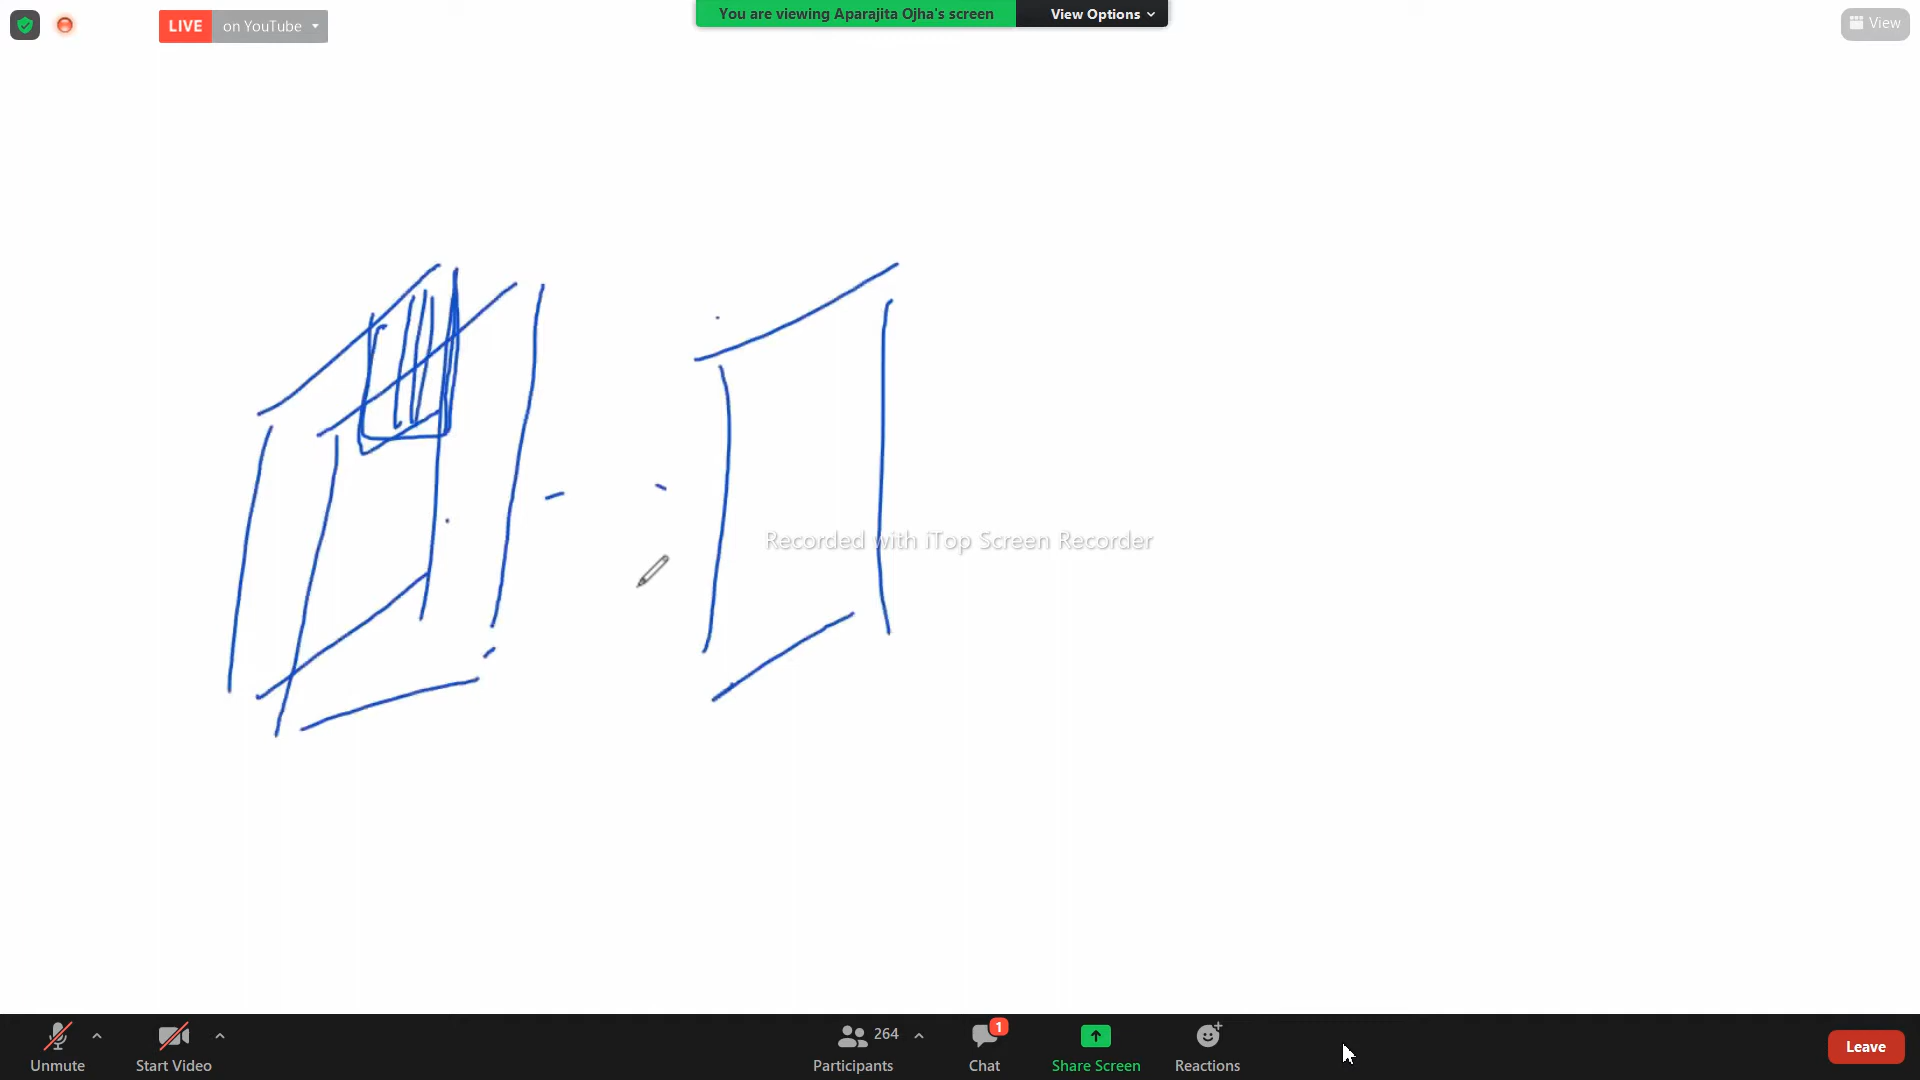 LIVE on YouTube
You are viewing Aparajita Ojha's screen
View Options
View
Recorded with iTop Screen Recorder
Unmute
Start Video
264
Participants
1
Chat
Share Screen
Reactions
Leave